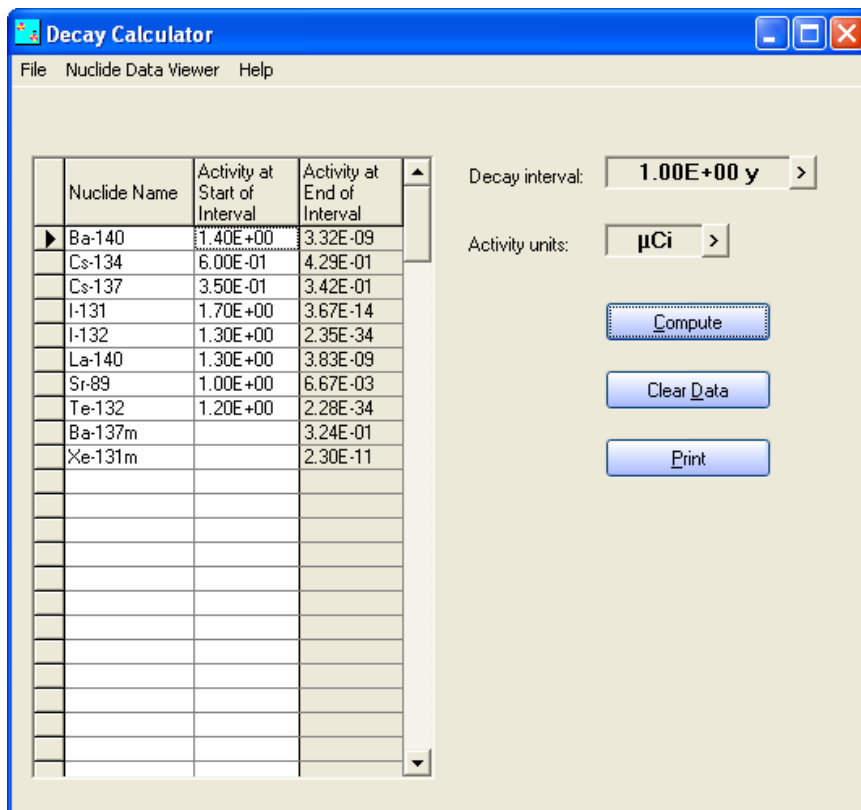 Decay Calculator
File Nuclide Data Viewer Help
Nuclide Name
Activity at
Start of
Interval
Activity at
End of
Interval
Decay interval: 1.00E+00 y >
Activity units: µCi >
Ba-140 1.40E+00 3.32E-09
Cs-134 6.00E-01 4.29E-01
Cs-137 3.50E-01 3.42E-01
I-131 1.70E+00 3.67E-14
I-132 1.30E+00 2.35E-34
La-140 1.30E+00 3.83E-09
Sr-89 1.00E+00 6.67E-03
Te-132 1.20E+00 2.28E-34
Ba-137m 3.24E-01
Xe-131m 2.30E-11
Compute
Clear Data
Print